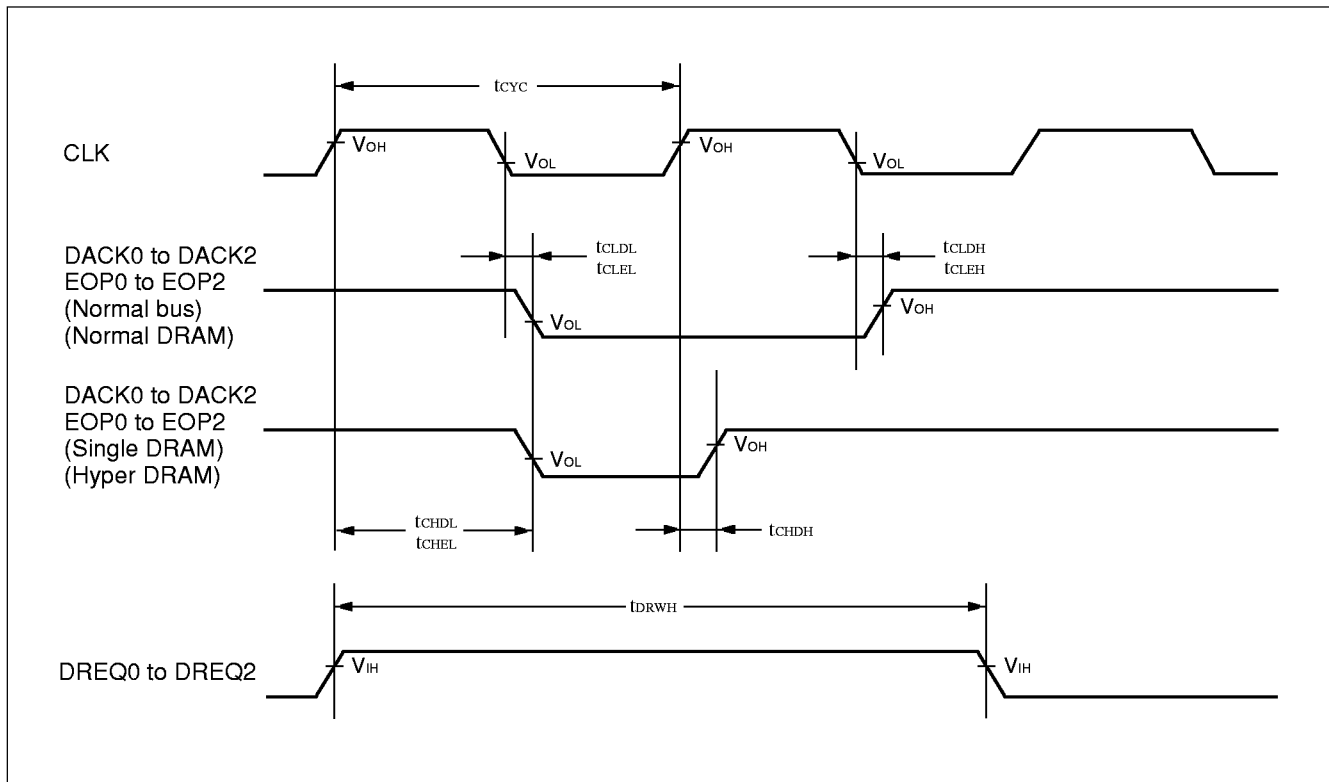 tCYC
CLK
VOH
VOL
VOH
VOL
DACK0 to DACK2
EOP0 to EOP2
(Normal bus)
(Normal DRAM)
tCLDL
tCLEL
tCLDH
tCLEH
VOL
VOH
DACK0 to DACK2
EOP0 to EOP2
(Single DRAM)
(Hyper DRAM)
VOL
VOH
tCHDL
tCHEL
tCHDH
tDRWH
DREQ0 to DREQ2
VIH
VIH